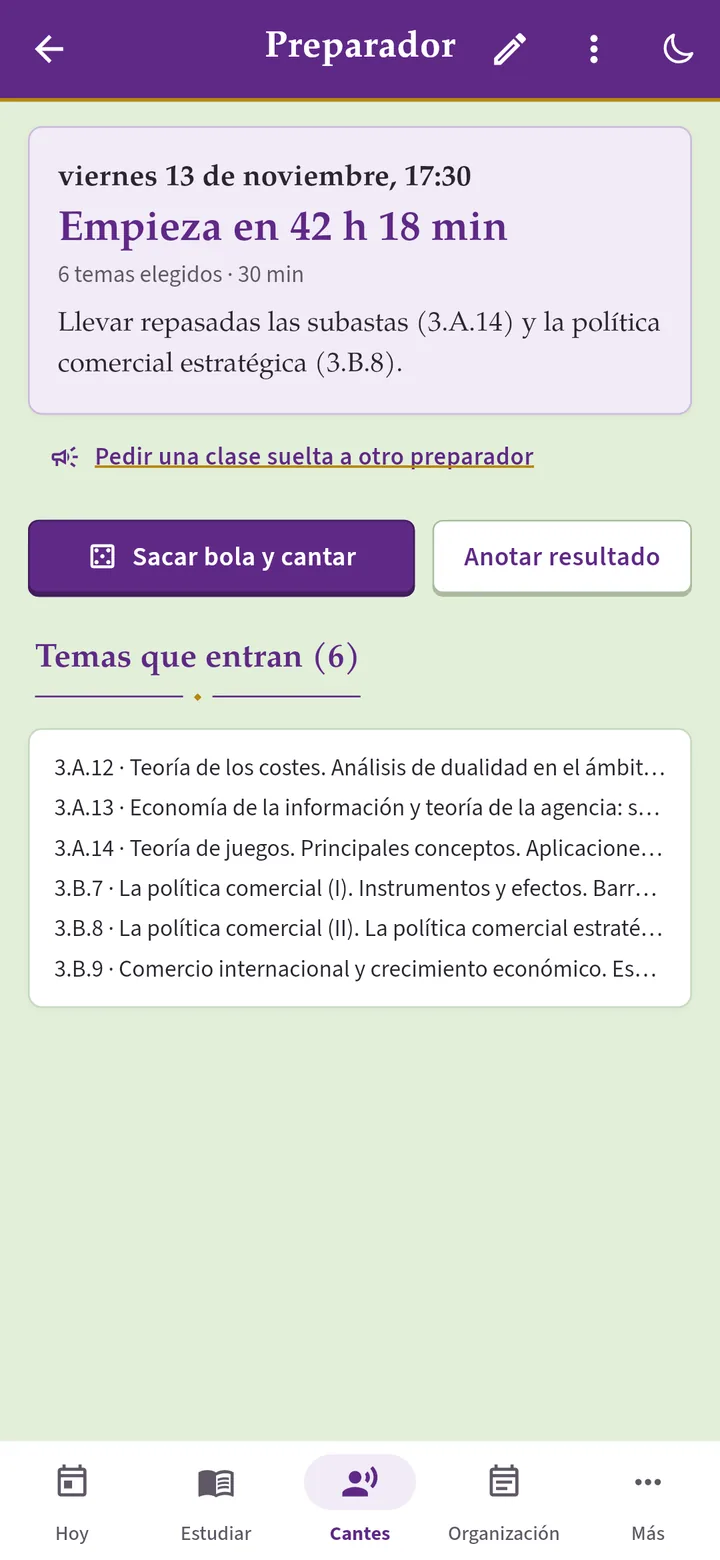 Preparador
viernes 13 de noviembre, 17:30
Empieza en 42 h 18 min
6 temas elegidos · 30 min
Llevar repasadas las subastas (3.A.14) y la política
comercial estratégica (3.B.8).
Pedir una clase suelta a otro preparador
Sacar bola y cantar
Anotar resultado
Temas que entran (6)
3.A.12 · Teoría de los costes. Análisis de dualidad en el ámbit…
3.A.13 · Economía de la información y teoría de la agencia: s…
3.A.14 · Teoría de juegos. Principales conceptos. Aplicacione…
3.B.7 · La política comercial (I). Instrumentos y efectos. Barr…
3.B.8 · La política comercial (II). La política comercial estraté…
3.B.9 · Comercio internacional y crecimiento económico. Es…
Hoy
Estudiar
Cantes
Organización
Más